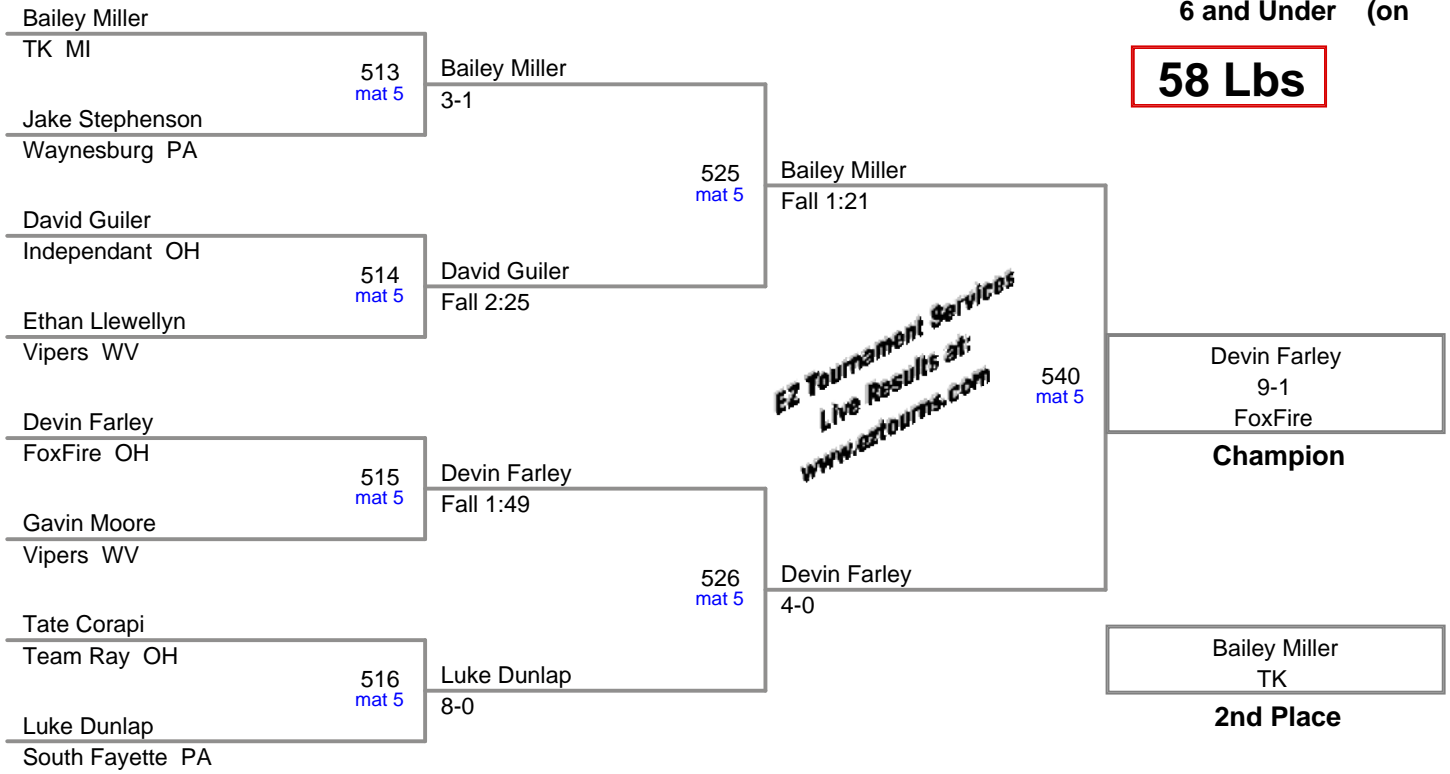 6 and Under (on
58 Lbs
Bailey Miller
TK MI
513
mat 5
Bailey Miller
3-1
Jake Stephenson
Waynesburg PA
525
mat 5
Bailey Miller
Fall 1:21
David Guiler
Independant OH
514
mat 5
David Guiler
Fall 2:25
Ethan Llewellyn
Vipers WV
EZ Tournament Services
Live Results at:
www.eztourns.com
540
mat 5
Devin Farley
9-1
FoxFire
Champion
Devin Farley
FoxFire OH
515
mat 5
Devin Farley
Fall 1:49
Gavin Moore
Vipers WV
526
mat 5
Devin Farley
4-0
Tate Corapi
Team Ray OH
516
mat 5
Luke Dunlap
8-0
Luke Dunlap
South Fayette PA
Bailey Miller
TK
2nd Place